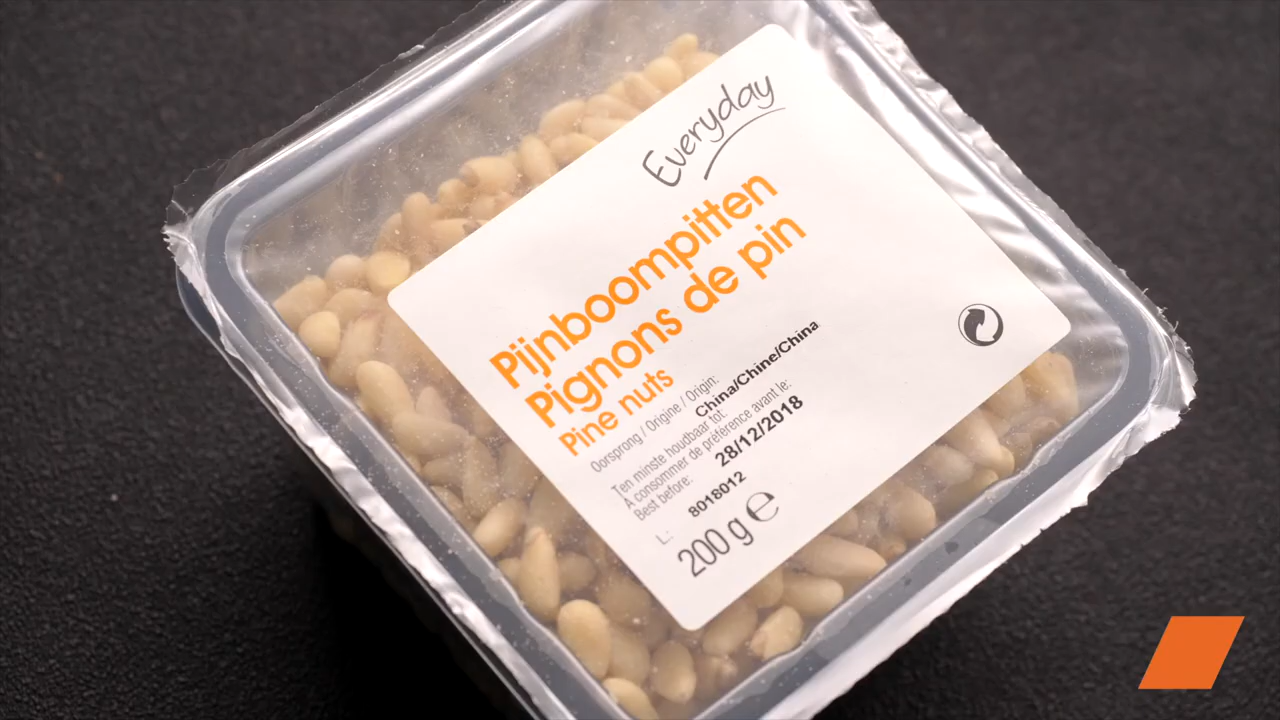 Everyday
Pijnboompitten
Pignons de pin
Pine nuts
Oorsprong / Origine / Origin:
China/Chine/China
Ten minste houdbaar tot:
À consommer de préférence avant le:
Best before:
28/12/2018
L: 8018012
200 g ℮